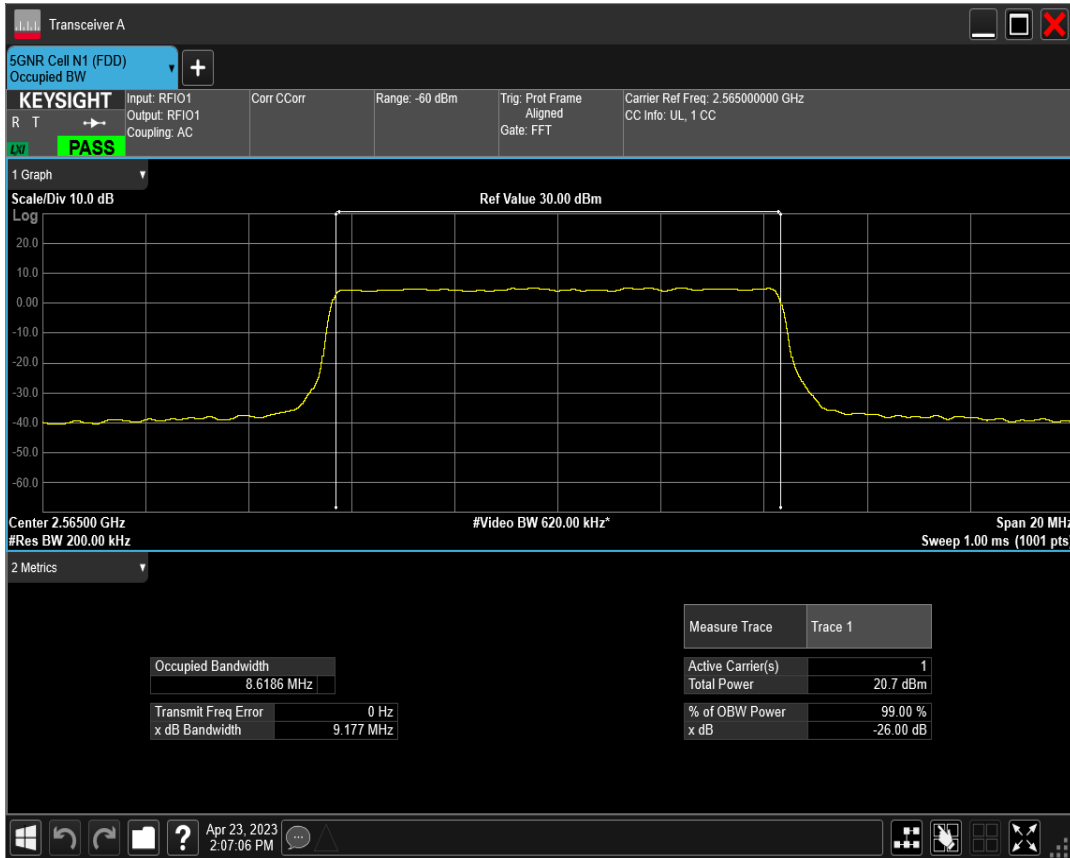 Transceiver A
5GNR Cell N1 (FDD)
Occupied BW
+
KEYSIGHT
R T
LXI
PASS
Input: RFIO1
Output: RFIO1
Coupling: AC
Corr CCorr
Range: -60 dBm
Trig: Prot Frame
Aligned
Gate: FFT
Carrier Ref Freq: 2.565000000 GHz
CC Info: UL, 1 CC
1 Graph
Scale/Div 10.0 dB
Ref Value 30.00 dBm
Log
20.0
10.0
0.00
-10.0
-20.0
-30.0
-40.0
-50.0
-60.0
Center 2.56500 GHz
#Video BW 620.00 kHz*
Span 20 MHz
#Res BW 200.00 kHz
Sweep 1.00 ms (1001 pts)
2 Metrics
Measure Trace Trace 1
Occupied Bandwidth
8.6186 MHz
Active Carrier(s) 1
Total Power 20.7 dBm
Transmit Freq Error 0 Hz
x dB Bandwidth 9.177 MHz
% of OBW Power 99.00 %
x dB -26.00 dB
?
Apr 23, 2023
2:07:06 PM